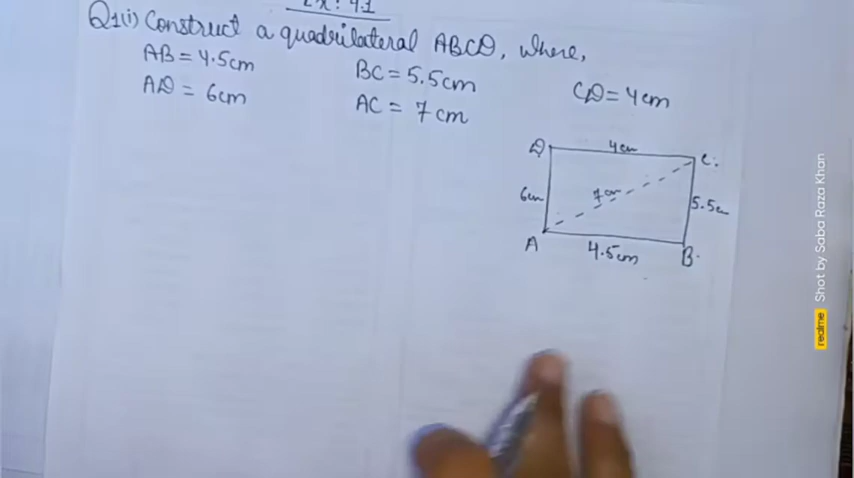 Ex: 4.1
Q1(i) Construct a quadrilateral ABCD, where,
AB = 4.5cm BC = 5.5cm CD = 4cm
AD = 6cm AC = 7cm
D 4cm C.
6cm 7cm 5.5c
A 4.5cm B.
realme Shot by Saba Raza Khan